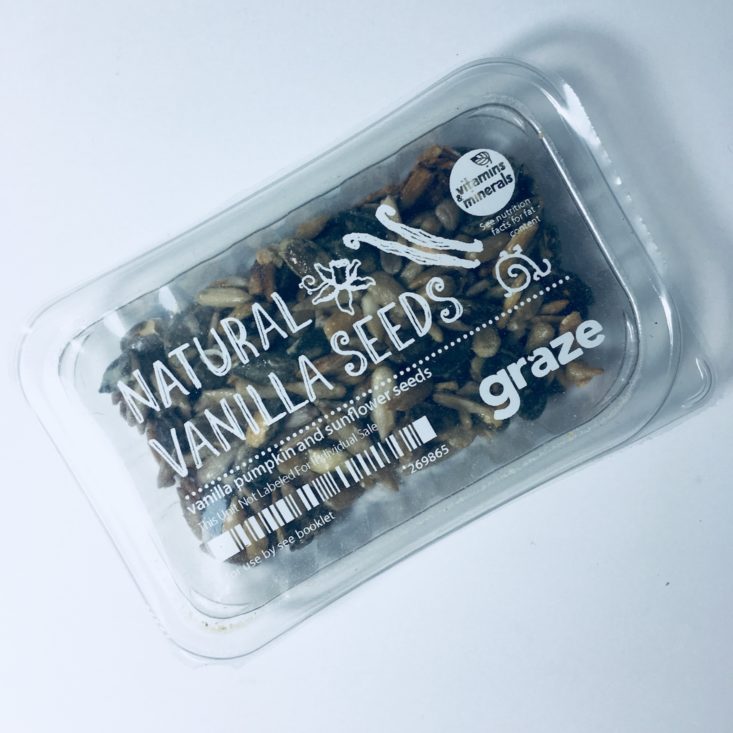 vitamins
& minerals
See nutrition
facts for fat
content
NATURAL
VANILLA SEEDS
graze
vanilla pumpkin and sunflower seeds
This Unit Not Labeled For Individual Sale
*269865
use by see booklet